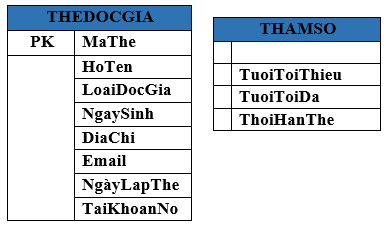 THEDOCGIA
PK MaThe
HoTen
LoaiDocGia
NgaySinh
DiaChi
Email
NgàyLapThe
TaiKhoanNo
THAMSO
TuoiToiThieu
TuoiToiDa
ThoiHanThe